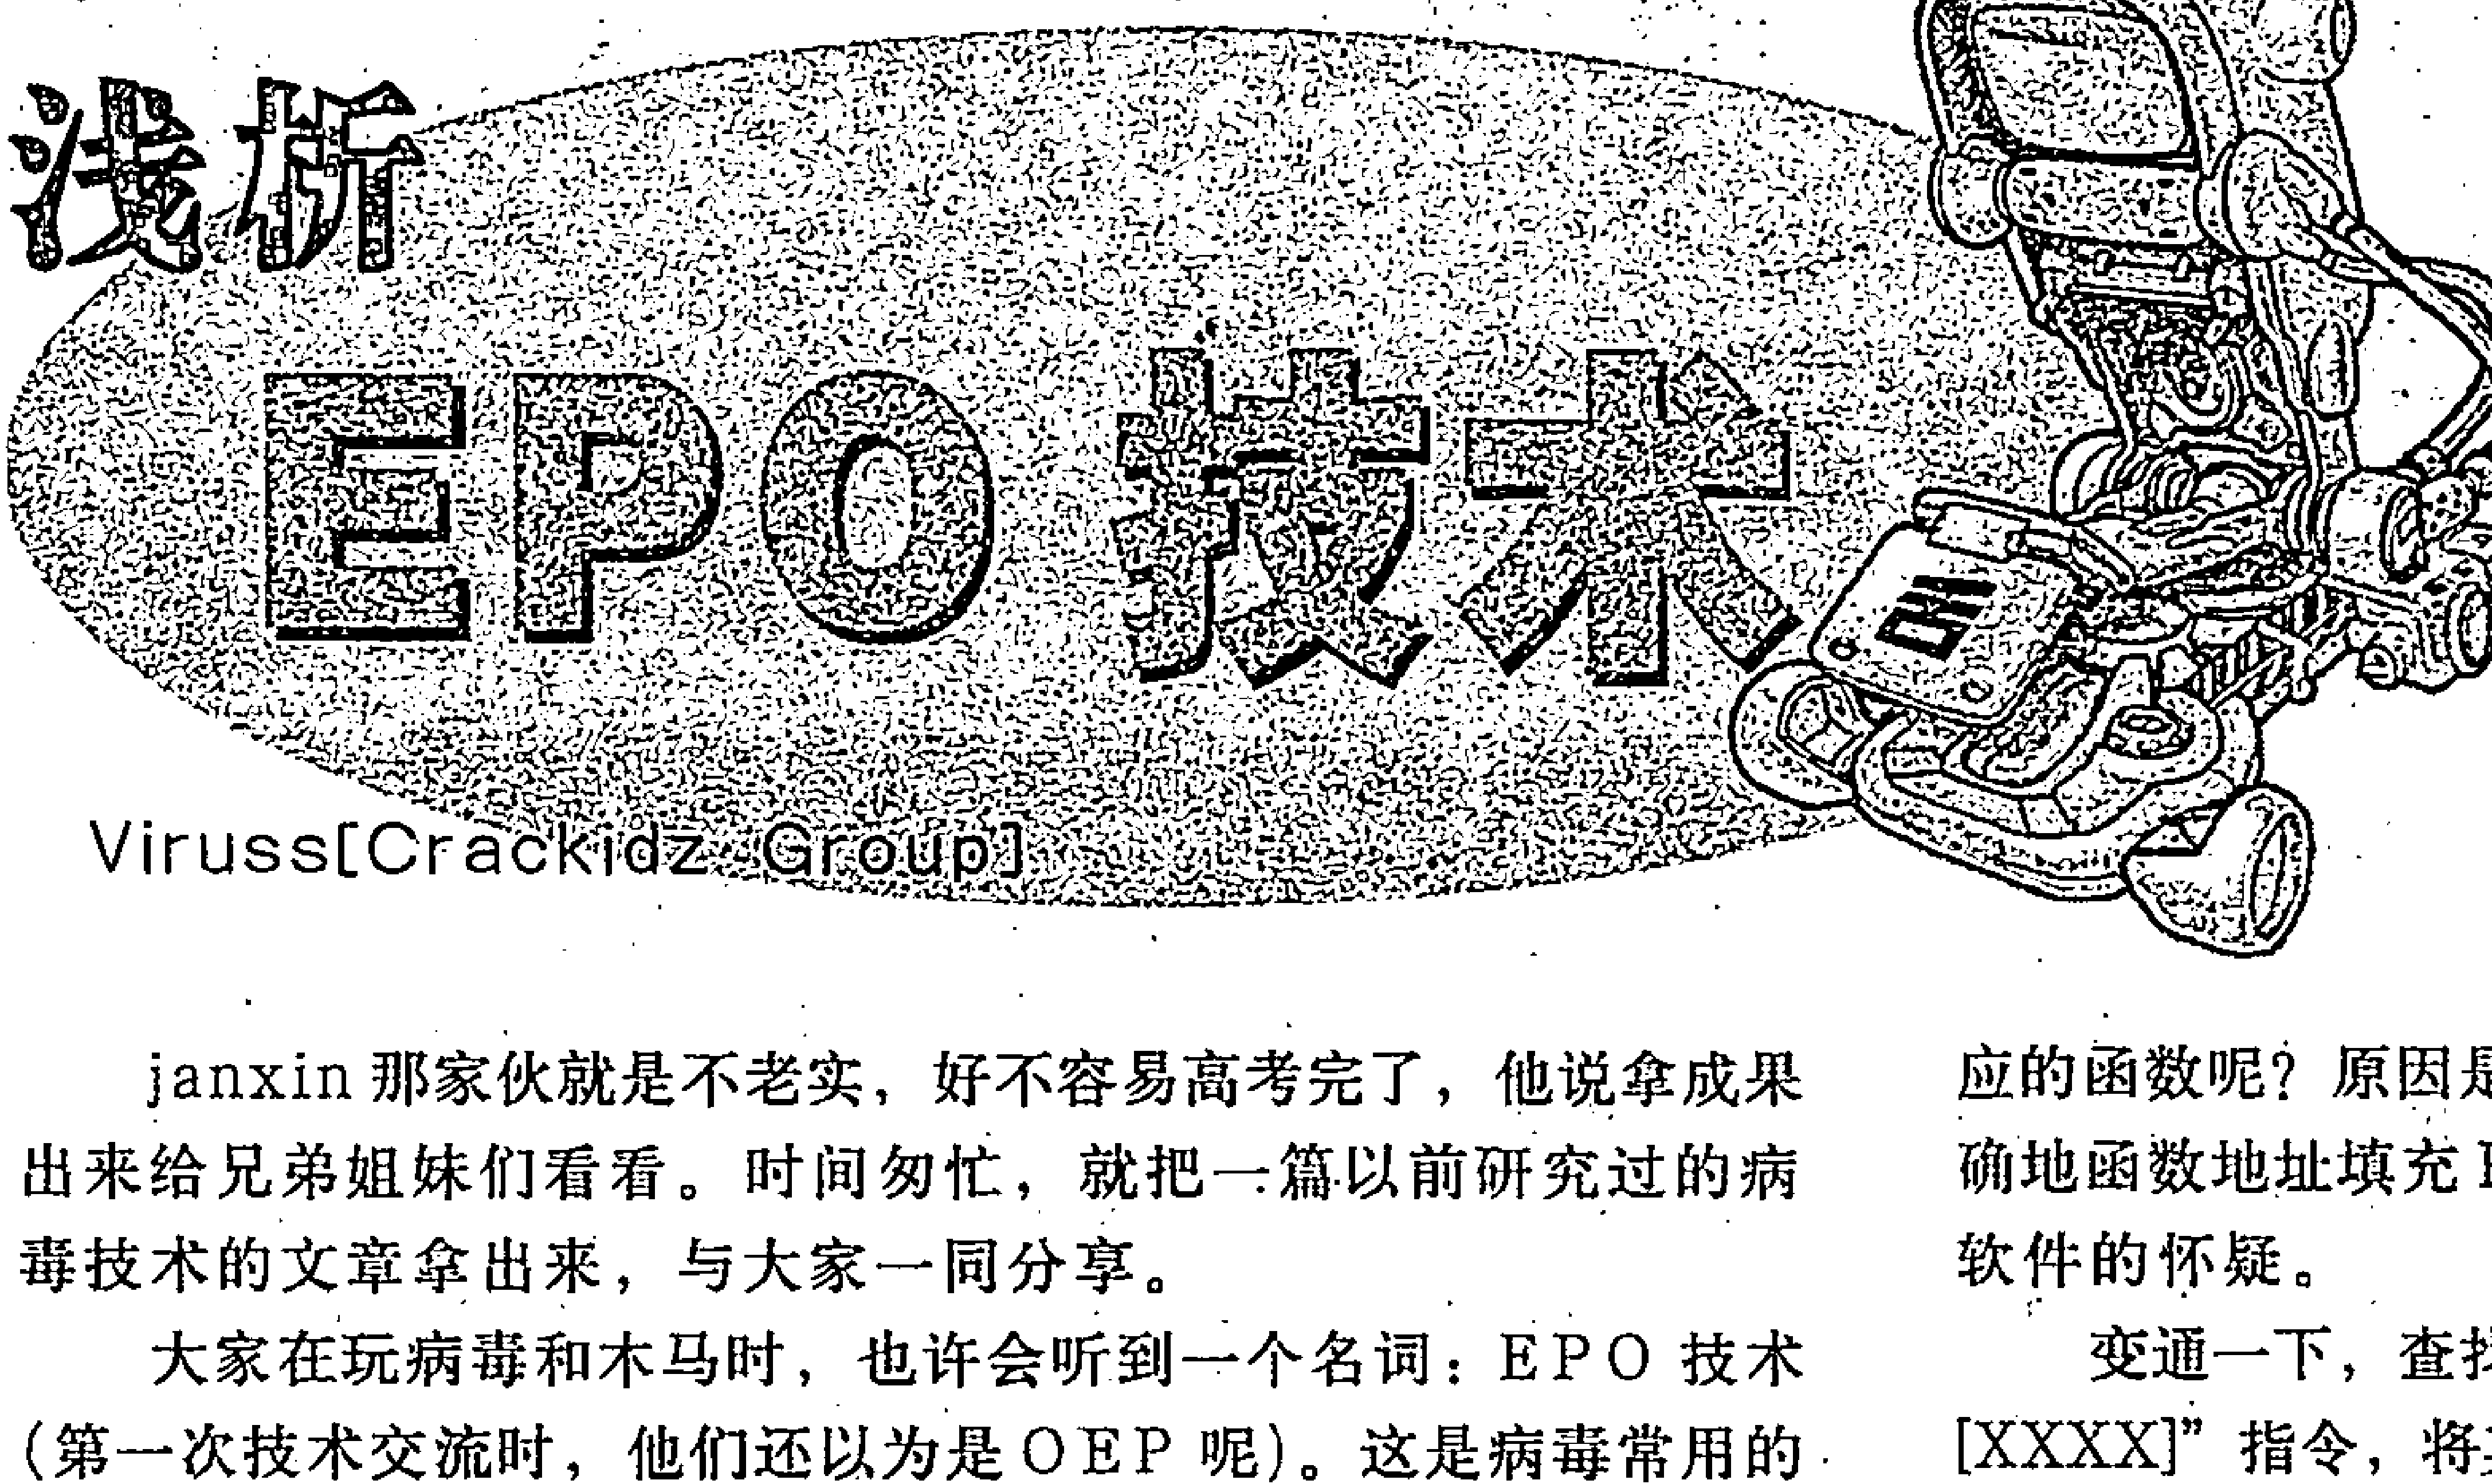 浅析
EPO 技术
Viruss[Crackidz Group]
janxin 那家伙就是不老实，好不容易高考完了，他说拿成果
出来给兄弟姐妹们看看。时间匆忙，就把一篇以前研究过的病
毒技术的文章拿出来，与大家一同分享。
大家在玩病毒和木马时，也许会听到一个名词：EPO 技术
（第一次技术交流时，他们还以为是 OEP 呢）。这是病毒常用的
应的函数呢？原因是
确地函数地址填充
软件的怀疑。
变通一下，查找
[XXXX]” 指令，将